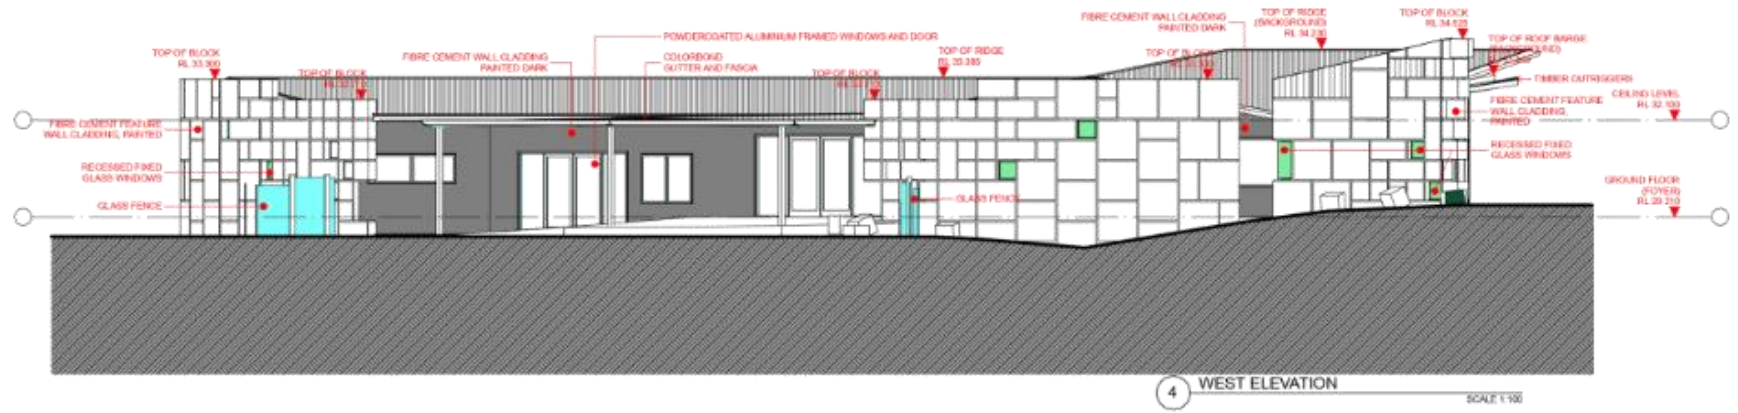 TOP OF BLOCK
RL 33.300
TOP OF BLOCK
FIBRE CEMENT WALL CLADDING
PAINTED DARK
POWDERCOATED ALUMINIUM FRAMED WINDOWS AND DOOR
COLORBOND
GUTTER AND FASCIA
TOP OF BLOCK
TOP OF RIDGE
FIBRE CEMENT WALL CLADDING
PAINTED DARK
TOP OF BLOCK
TOP OF RIDGE
(BACKGROUND)
RL 34.230
TOP OF BLOCK
RL 34.525
TOP OF ROOF BARGE
(BACKGROUND)
TIMBER OUTRIGGERS
FIBRE CEMENT FEATURE
WALL CLADDING,
PAINTED
CEILING LEVEL
RL 32.100
FIBRE CEMENT FEATURE
WALL CLADDING, PAINTED
RECESSED FIXED
GLASS WINDOWS
GLASS FENCE
GLASS FENCE
RECESSED FIXED
GLASS WINDOWS
GROUND FLOOR
(FOYER)
RL 29.210
4 WEST ELEVATION
SCALE 1:100